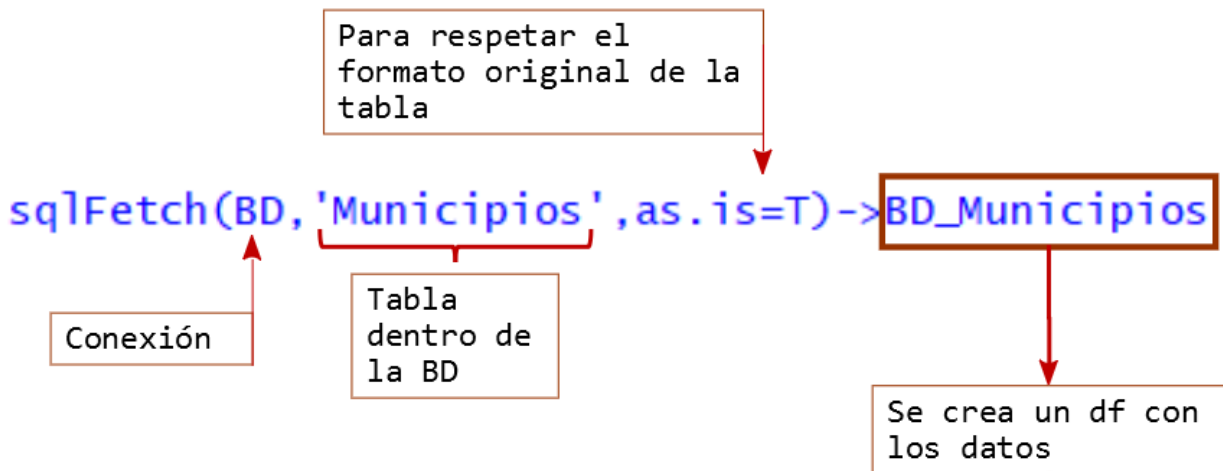 Para respetar el
formato original de la
tabla
sqlFetch(BD,'Municipios',as.is=T)->BD_Municipios
Conexión
Tabla
dentro de
la BD
Se crea un df con
los datos